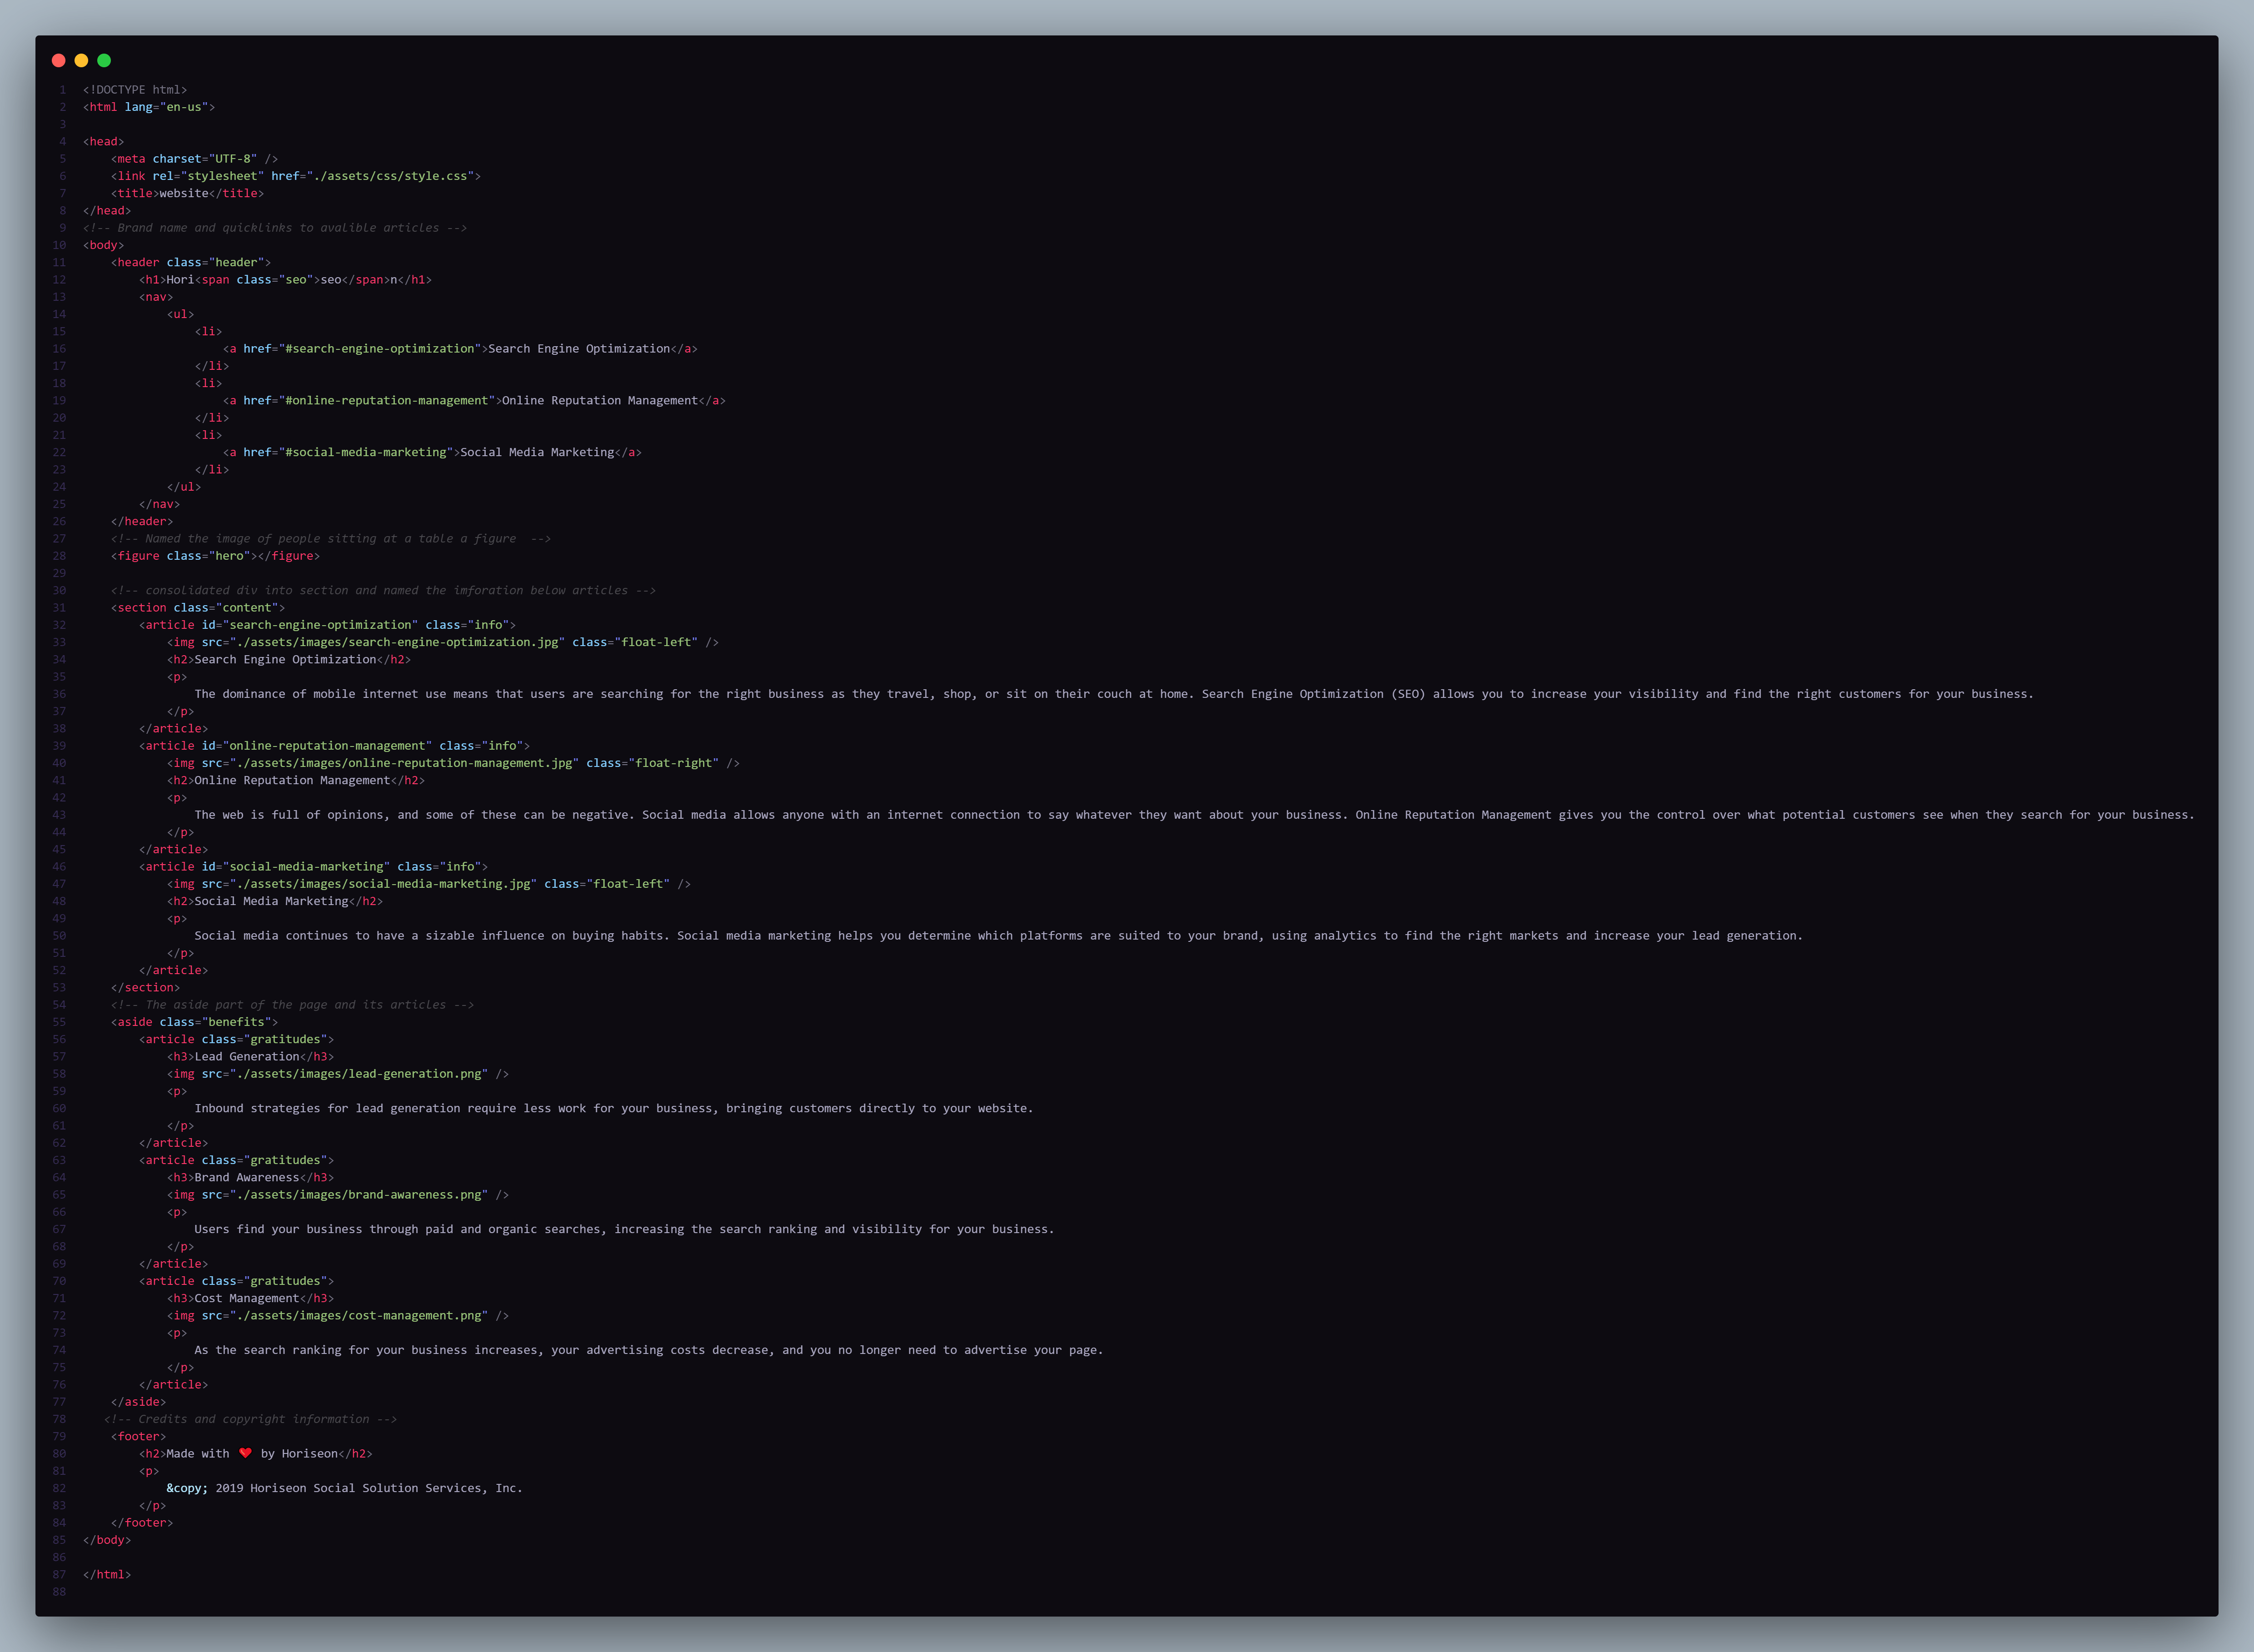 1 <!DOCTYPE html>
2 <html lang="en-us">
3
4 <head>
5     <meta charset="UTF-8" />
6     <link rel="stylesheet" href="./assets/css/style.css">
7     <title>website</title>
8 </head>
9 <!-- Brand name and quicklinks to avalible articles -->
10 <body>
11     <header class="header">
12         <h1>Hori<span class="seo">seo</span>n</h1>
13         <nav>
14             <ul>
15                 <li>
16                     <a href="#search-engine-optimization">Search Engine Optimization</a>
17                 </li>
18                 <li>
19                     <a href="#online-reputation-management">Online Reputation Management</a>
20                 </li>
21                 <li>
22                     <a href="#social-media-marketing">Social Media Marketing</a>
23                 </li>
24             </ul>
25         </nav>
26     </header>
27     <!-- Named the image of people sitting at a table a figure  -->
28     <figure class="hero"></figure>
29
30     <!-- consolidated div into section and named the imforation below articles -->
31     <section class="content">
32         <article id="search-engine-optimization" class="info">
33             <img src="./assets/images/search-engine-optimization.jpg" class="float-left" />
34             <h2>Search Engine Optimization</h2>
35             <p>
36                 The dominance of mobile internet use means that users are searching for the right business as they travel, shop, or sit on their couch at home. Search Engine Optimization (SEO) allows you to increase your visibility and find the right customers for your business.
37             </p>
38         </article>
39         <article id="online-reputation-management" class="info">
40             <img src="./assets/images/online-reputation-management.jpg" class="float-right" />
41             <h2>Online Reputation Management</h2>
42             <p>
43                 The web is full of opinions, and some of these can be negative. Social media allows anyone with an internet connection to say whatever they want about your business. Online Reputation Management gives you the control over what potential customers see when they search for your business.
44             </p>
45         </article>
46         <article id="social-media-marketing" class="info">
47             <img src="./assets/images/social-media-marketing.jpg" class="float-left" />
48             <h2>Social Media Marketing</h2>
49             <p>
50                 Social media continues to have a sizable influence on buying habits. Social media marketing helps you determine which platforms are suited to your brand, using analytics to find the right markets and increase your lead generation.
51             </p>
52         </article>
53     </section>
54     <!-- The aside part of the page and its articles -->
55     <aside class="benefits">
56         <article class="gratitudes">
57             <h3>Lead Generation</h3>
58             <img src="./assets/images/lead-generation.png" />
59             <p>
60                 Inbound strategies for lead generation require less work for your business, bringing customers directly to your website.
61             </p>
62         </article>
63         <article class="gratitudes">
64             <h3>Brand Awareness</h3>
65             <img src="./assets/images/brand-awareness.png" />
66             <p>
67                 Users find your business through paid and organic searches, increasing the search ranking and visibility for your business.
68             </p>
69         </article>
70         <article class="gratitudes">
71             <h3>Cost Management</h3>
72             <img src="./assets/images/cost-management.png" />
73             <p>
74                 As the search ranking for your business increases, your advertising costs decrease, and you no longer need to advertise your page.
75             </p>
76         </article>
77     </aside>
78    <!-- Credits and copyright information -->
79     <footer>
80         <h2>Made with ❤️ by Horiseon</h2>
81         <p>
82             &copy; 2019 Horiseon Social Solution Services, Inc.
83         </p>
84     </footer>
85 </body>
86
87 </html>
88